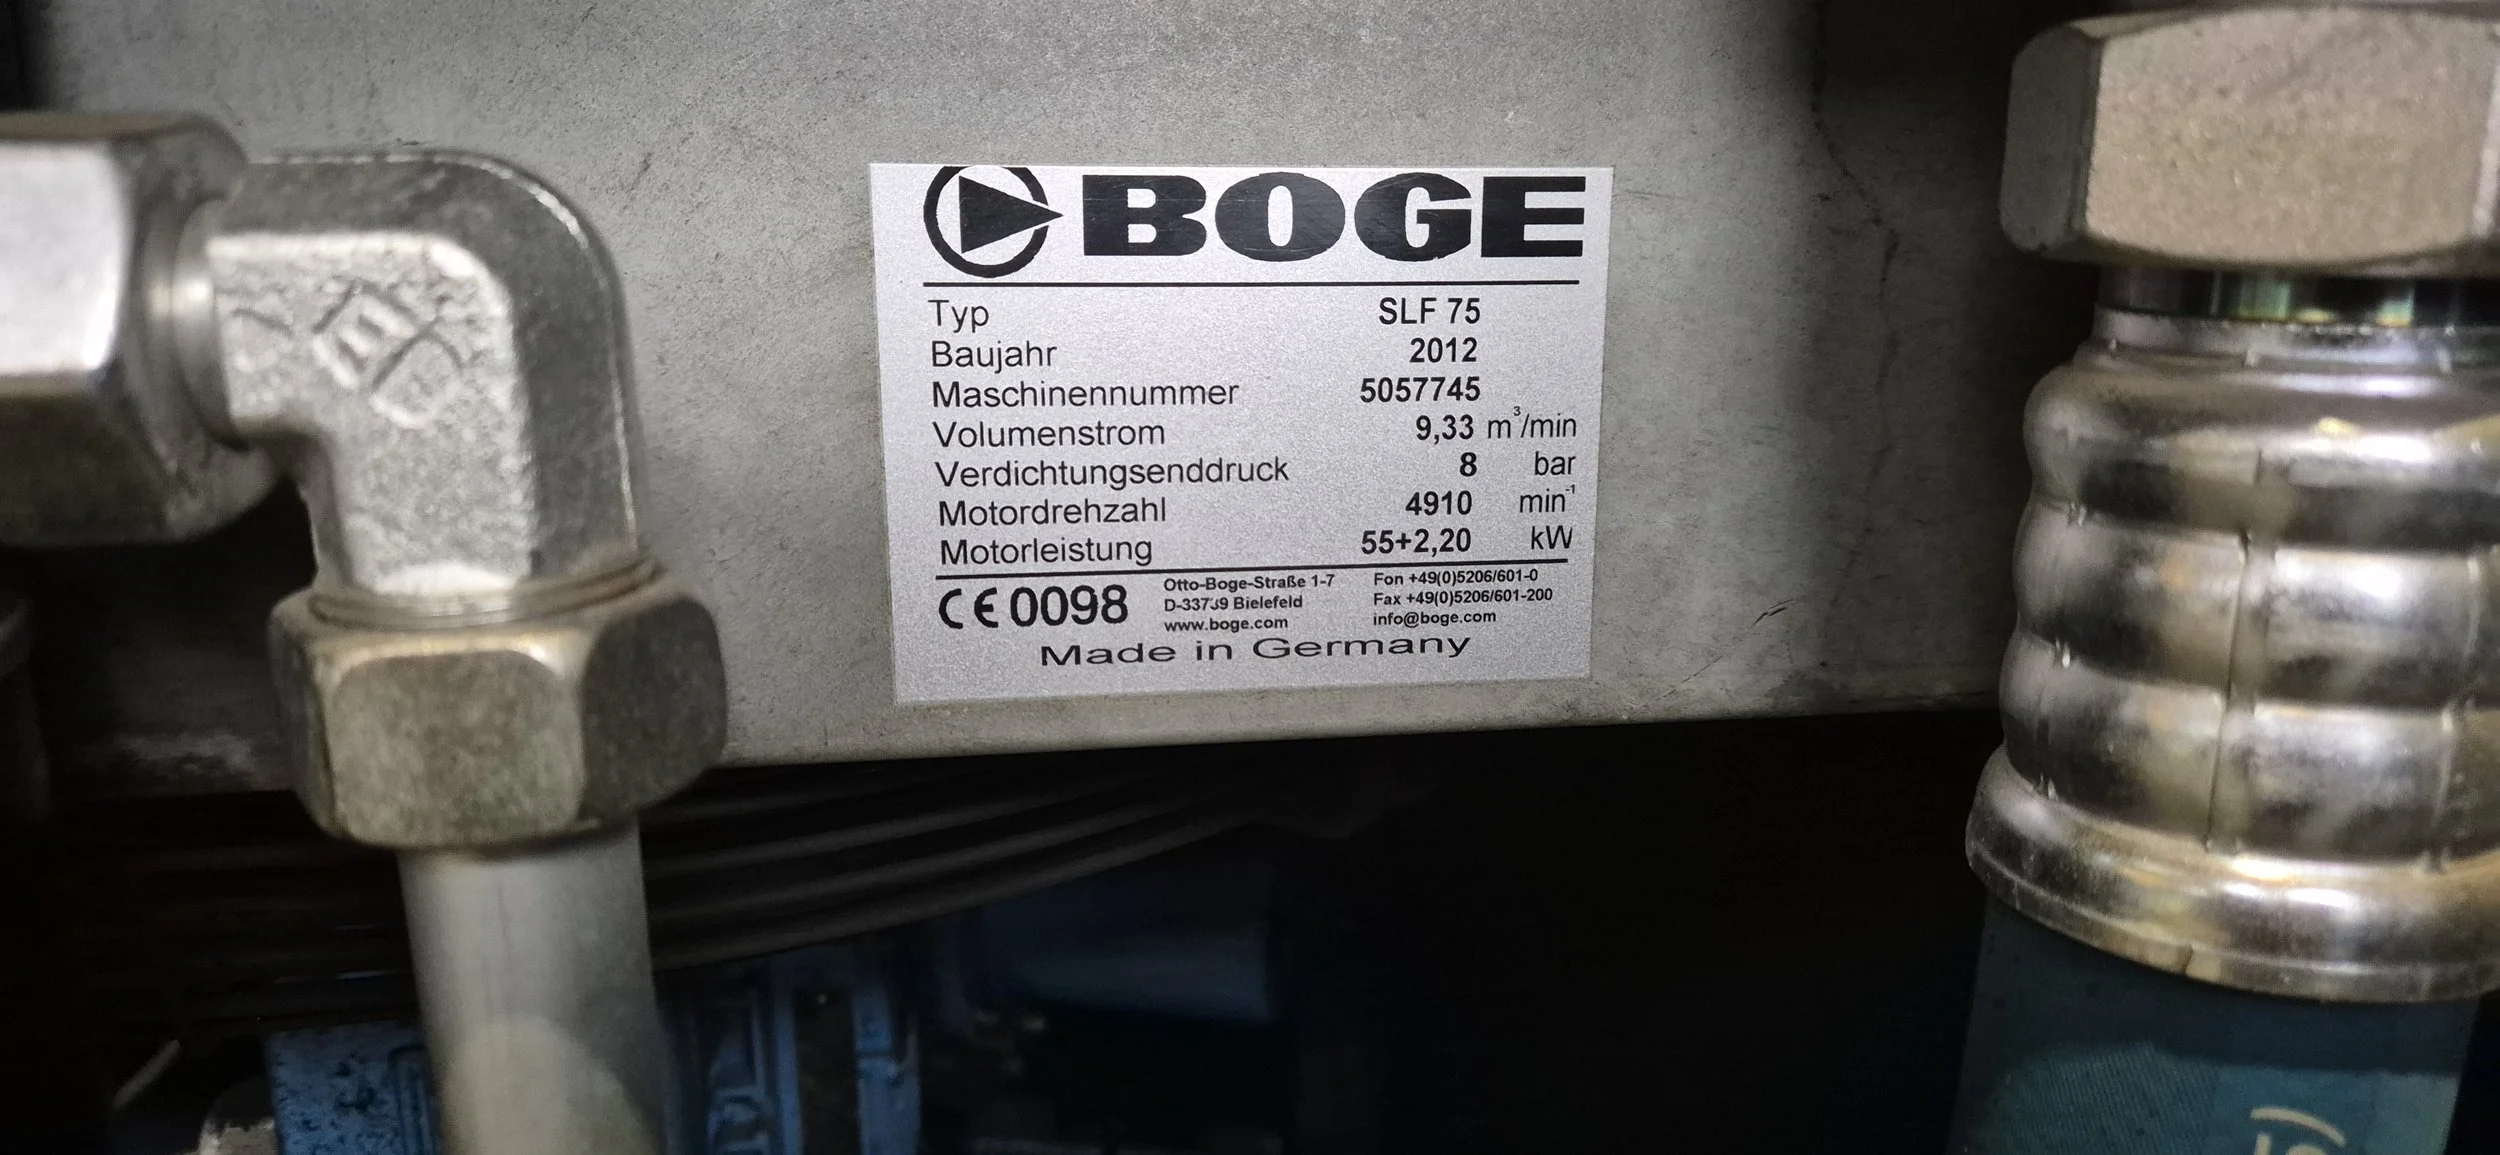 BOGE
Typ SLF 75
Baujahr 2012
Maschinennummer 5057745
Volumenstrom 9,33 m³/min
Verdichtungsenddruck 8 bar
Motordrehzahl 4910 min⁻¹
Motorleistung 55+2,20 kW
CE 0098
Otto-Boge-Straße 1-7
D-33739 Bielefeld
www.boge.com
Fon +49(0)5206/601-0
Fax +49(0)5206/601-200
info@boge.com
Made in Germany